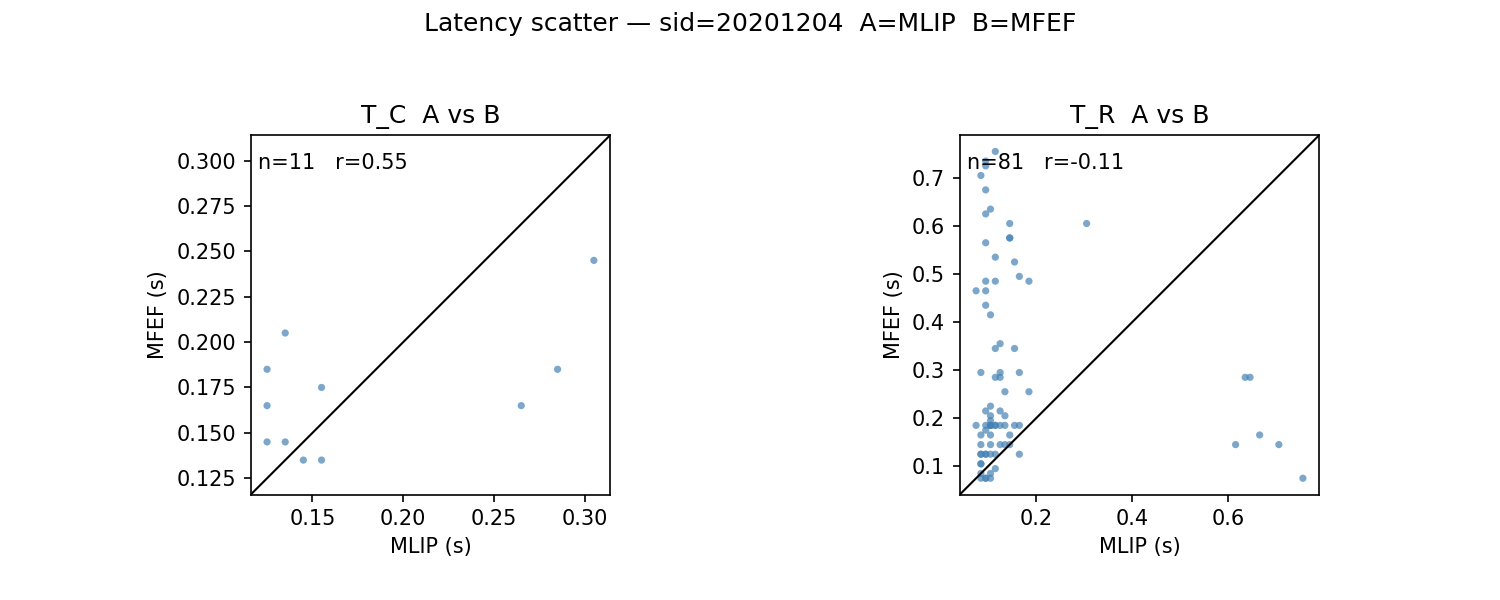 Latency scatter — sid=20201204  A=MLIP  B=MFEF
T_C  A vs B
n=11   r=0.55
0.300
0.275
0.250
0.225
0.200
0.175
0.150
0.125
MFEF (s)
0.15 0.20 0.25 0.30
MLIP (s)
T_R  A vs B
n=81   r=-0.11
0.7
0.6
0.5
0.4
0.3
0.2
0.1
MFEF (s)
0.2 0.4 0.6
MLIP (s)